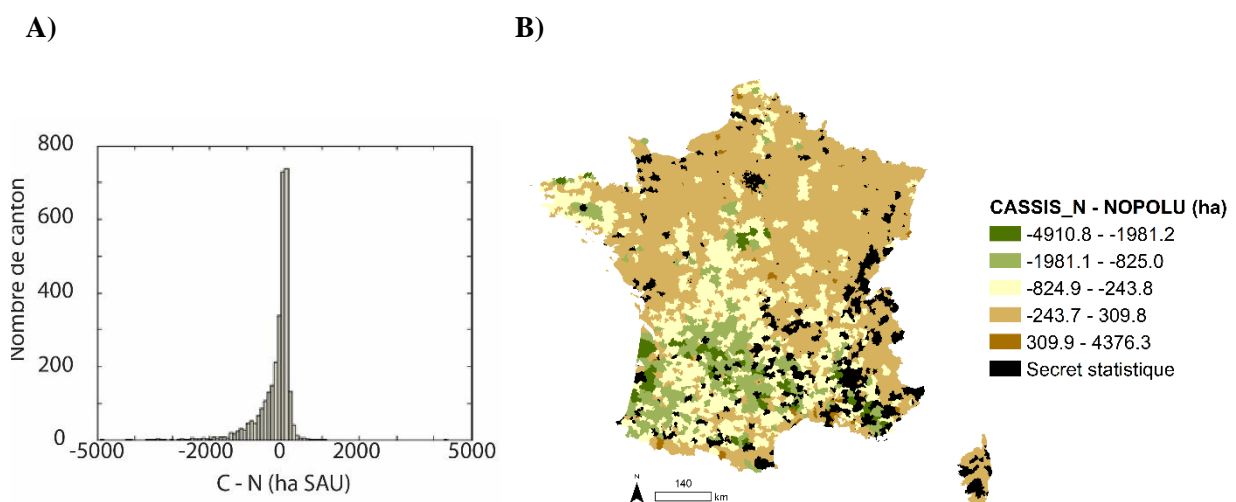 A)
B)
800
600
400
200
0
Nombre de canton
-5000
-2000
0
2000
5000
C - N (ha SAU)
CASSIS_N - NOPOLU (ha)
-4910.8 - -1981.2
-1981.1 - -825.0
-824.9 - -243.8
-243.7 - 309.8
309.9 - 4376.3
Secret statistique
N
140
km